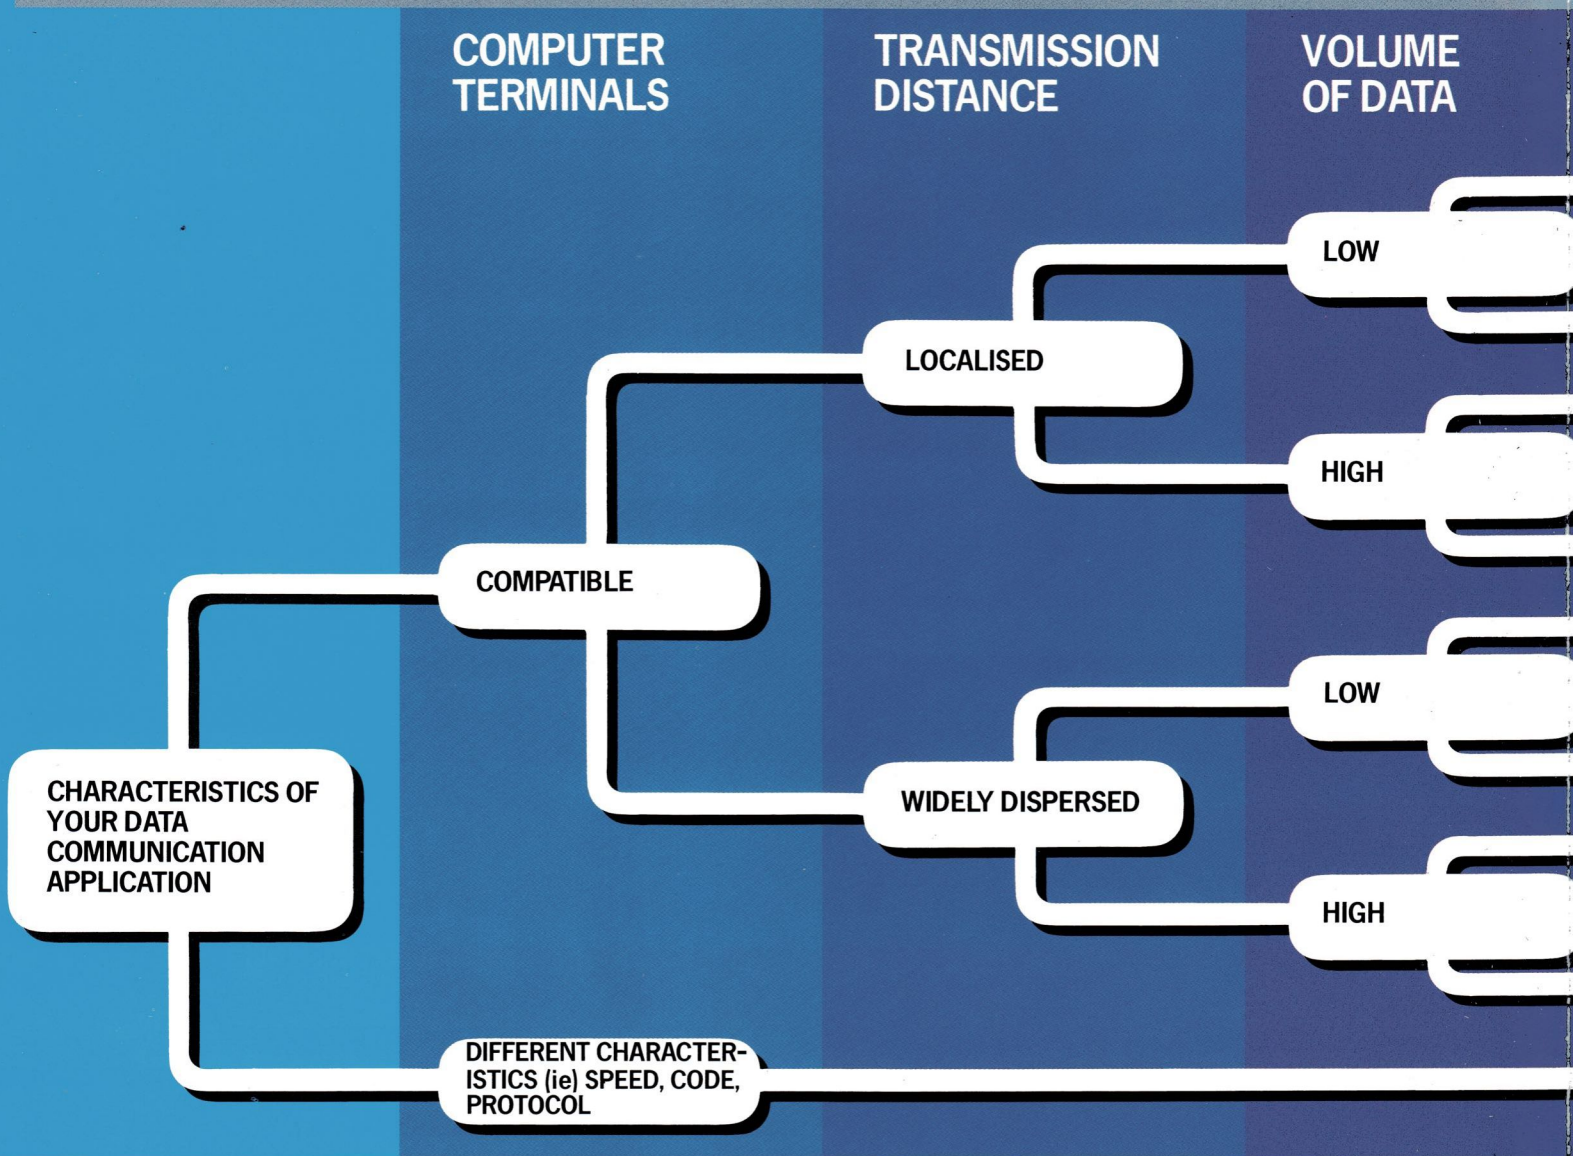 COMPUTER
TERMINALS
TRANSMISSION
DISTANCE
VOLUME
OF DATA
LOW
LOCALISED
HIGH
COMPATIBLE
LOW
CHARACTERISTICS OF
YOUR DATA
COMMUNICATION
APPLICATION
WIDELY DISPERSED
HIGH
DIFFERENT CHARACTER-
ISTICS (ie) SPEED, CODE,
PROTOCOL